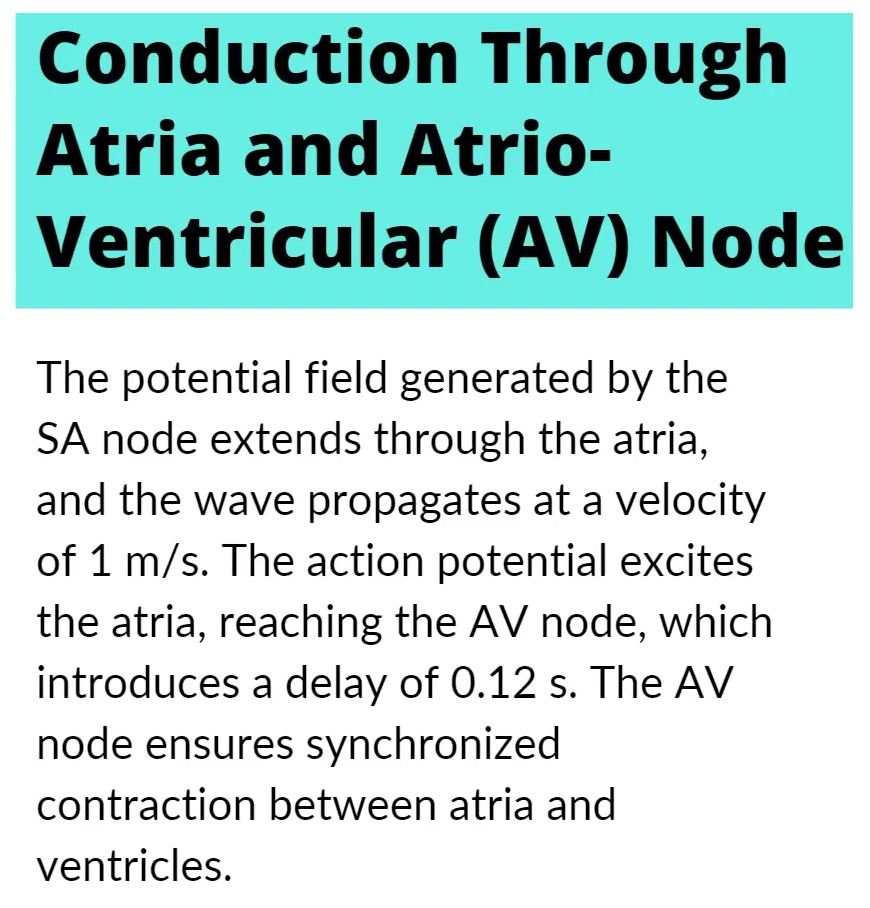 Conduction Through
Atria and Atrio-
Ventricular (AV) Node
The potential field generated by the
SA node extends through the atria,
and the wave propagates at a velocity
of 1 m/s. The action potential excites
the atria, reaching the AV node, which
introduces a delay of 0.12 s. The AV
node ensures synchronized
contraction between atria and
ventricles.